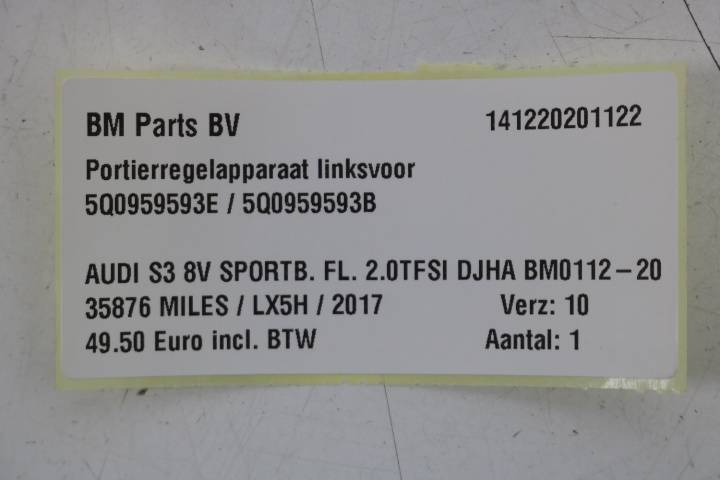 BM Parts BV 141220201122
Portierregelapparaat linksvoor
5Q0959593E / 5Q0959593B
AUDI S3 8V SPORTB. FL. 2.0TFSI DJHA BM0112-20
35876 MILES / LX5H / 2017 Verz: 10
49.50 Euro incl. BTW Aantal: 1